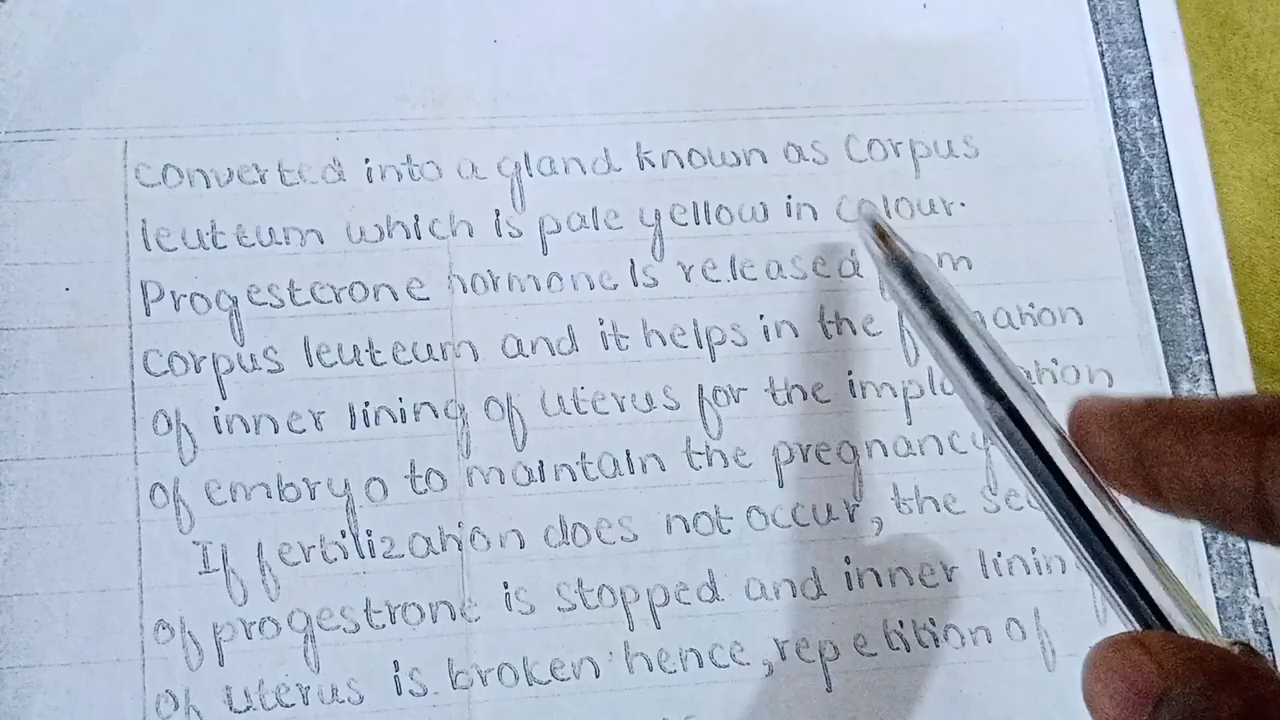 converted into a gland known as corpus
leuteum which is pale yellow in colour.
Progesterone hormone is released
corpus leuteum and it helps in the
of inner lining of uterus for the
of embryo to maintain the pregnancy
If fertilization does not occur, the
of progestrone is stopped and inner
of uterus is broken hence, repetition of